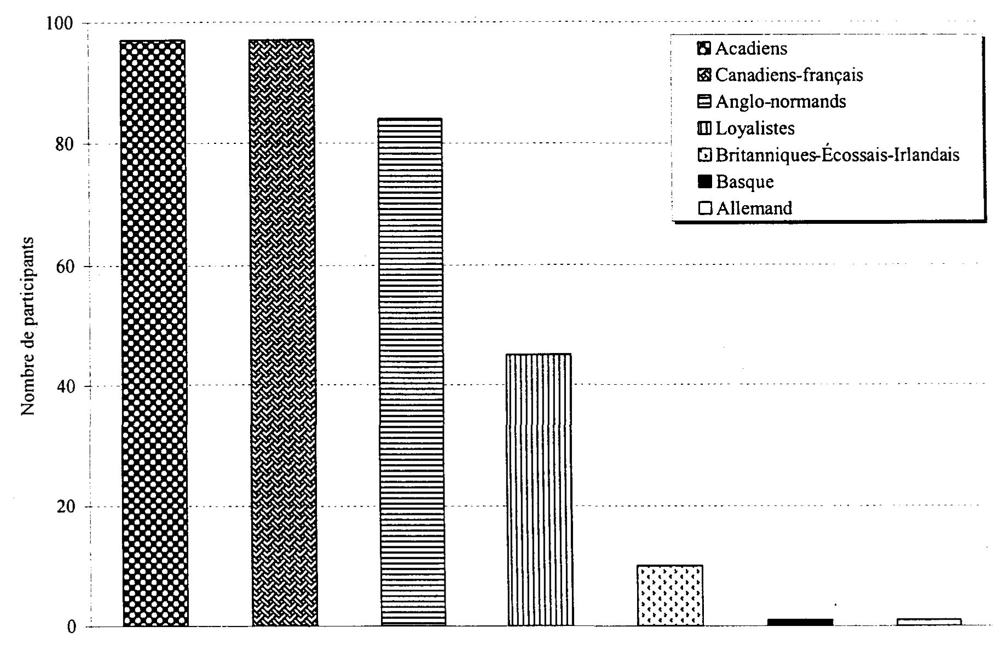 100
80
60
40
20
0
Nombre de participants
Acadiens
Canadiens-français
Anglo-normands
Loyalistes
Britanniques-Écossais-Irlandais
Basque
Allemand